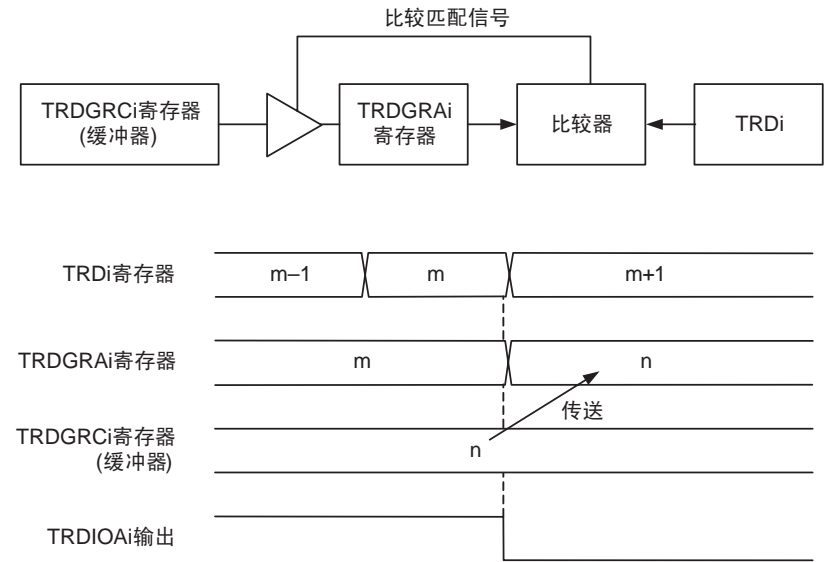 比较匹配信号
TRDGRCi寄存器
(缓冲器)
TRDGRAi
寄存器
比较器
TRDi
TRDi寄存器
m–1
m
m+1
TRDGRAi寄存器
m
n
传送
TRDGRCi寄存器
(缓冲器)
n
TRDIOAi输出